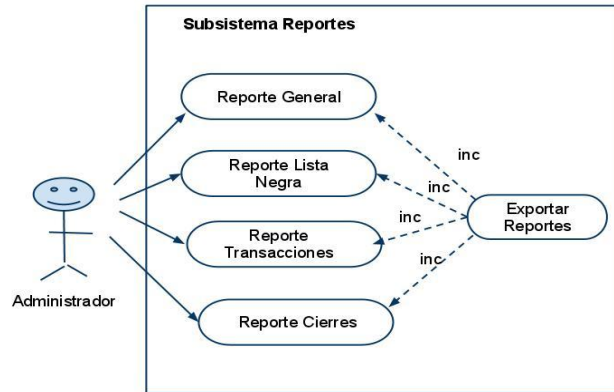 Subsistema Reportes
Reporte General
inc
Reporte Lista
Negra
inc
Exportar
Reportes
inc
Reporte
Transacciones
inc
Administrador
Reporte Cierres